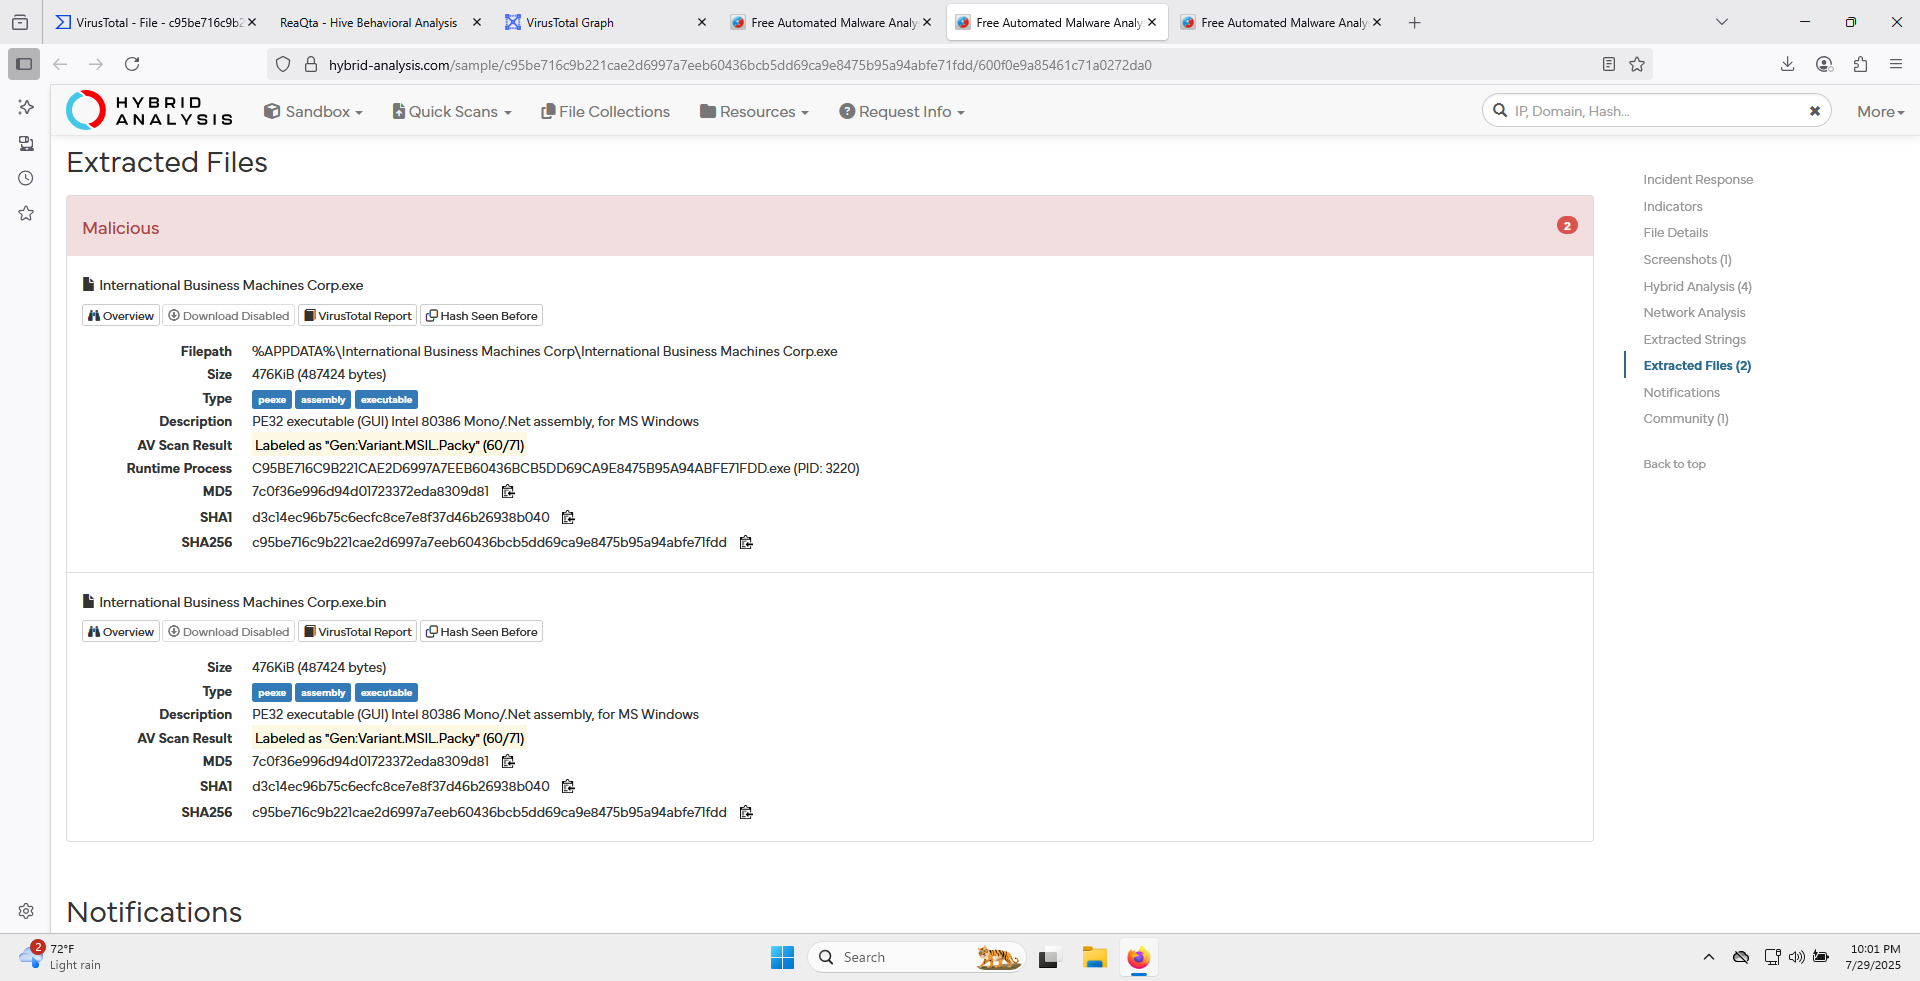 VirusTotal - File - c95be716c9b2
ReaQta - Hive Behavioral Analysis
VirusTotal Graph
Free Automated Malware Analy
Free Automated Malware Analy
Free Automated Malware Analy
hybrid-analysis.com/sample/c95be716c9b221cae2d6997a7eeb60436bcb5dd69ca9e8475b95a94abfe71fdd/600f0e9a85461c71a0272da0
HYBRID
ANALYSIS
Sandbox
Quick Scans
File Collections
Resources
Request Info
IP, Domain, Hash...
More
Extracted Files
Malicious
2
International Business Machines Corp.exe
Overview
Download Disabled
VirusTotal Report
Hash Seen Before
Filepath %APPDATA%\International Business Machines Corp\International Business Machines Corp.exe
Size 476KiB (487424 bytes)
Type peexe assembly executable
Description PE32 executable (GUI) Intel 80386 Mono/.Net assembly, for MS Windows
AV Scan Result Labeled as "Gen:Variant.MSIL.Packy" (60/71)
Runtime Process C95BE716C9B221CAE2D6997A7EEB60436BCB5DD69CA9E8475B95A94ABFE71FDD.exe (PID: 3220)
MD5 7c0f36e996d94d01723372eda8309d81
SHA1 d3c14ec96b75c6ecfc8ce7e8f37d46b26938b040
SHA256 c95be716c9b221cae2d6997a7eeb60436bcb5dd69ca9e8475b95a94abfe71fdd
International Business Machines Corp.exe.bin
Overview
Download Disabled
VirusTotal Report
Hash Seen Before
Size 476KiB (487424 bytes)
Type peexe assembly executable
Description PE32 executable (GUI) Intel 80386 Mono/.Net assembly, for MS Windows
AV Scan Result Labeled as "Gen:Variant.MSIL.Packy" (60/71)
MD5 7c0f36e996d94d01723372eda8309d81
SHA1 d3c14ec96b75c6ecfc8ce7e8f37d46b26938b040
SHA256 c95be716c9b221cae2d6997a7eeb60436bcb5dd69ca9e8475b95a94abfe71fdd
Notifications
Incident Response
Indicators
File Details
Screenshots (1)
Hybrid Analysis (4)
Network Analysis
Extracted Strings
Extracted Files (2)
Notifications
Community (1)
Back to top
2
72°F
Light rain
Search
10:01 PM
7/29/2025